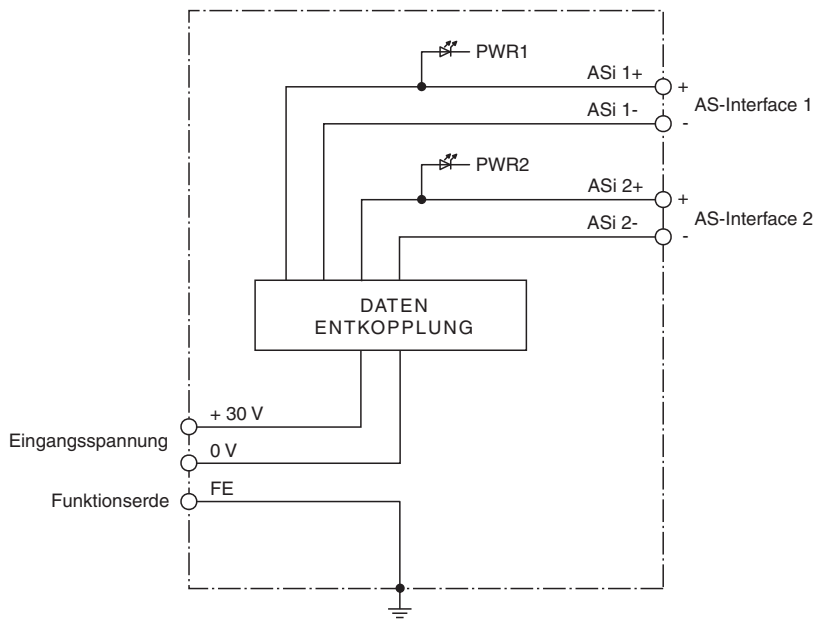 PWR1
ASi 1+
+
AS-Interface 1
ASi 1-
-
PWR2
ASi 2+
+
AS-Interface 2
ASi 2-
-
DATEN
ENTKOPPLUNG
+ 30 V
Eingangsspannung
0 V
FE
Funktionserde